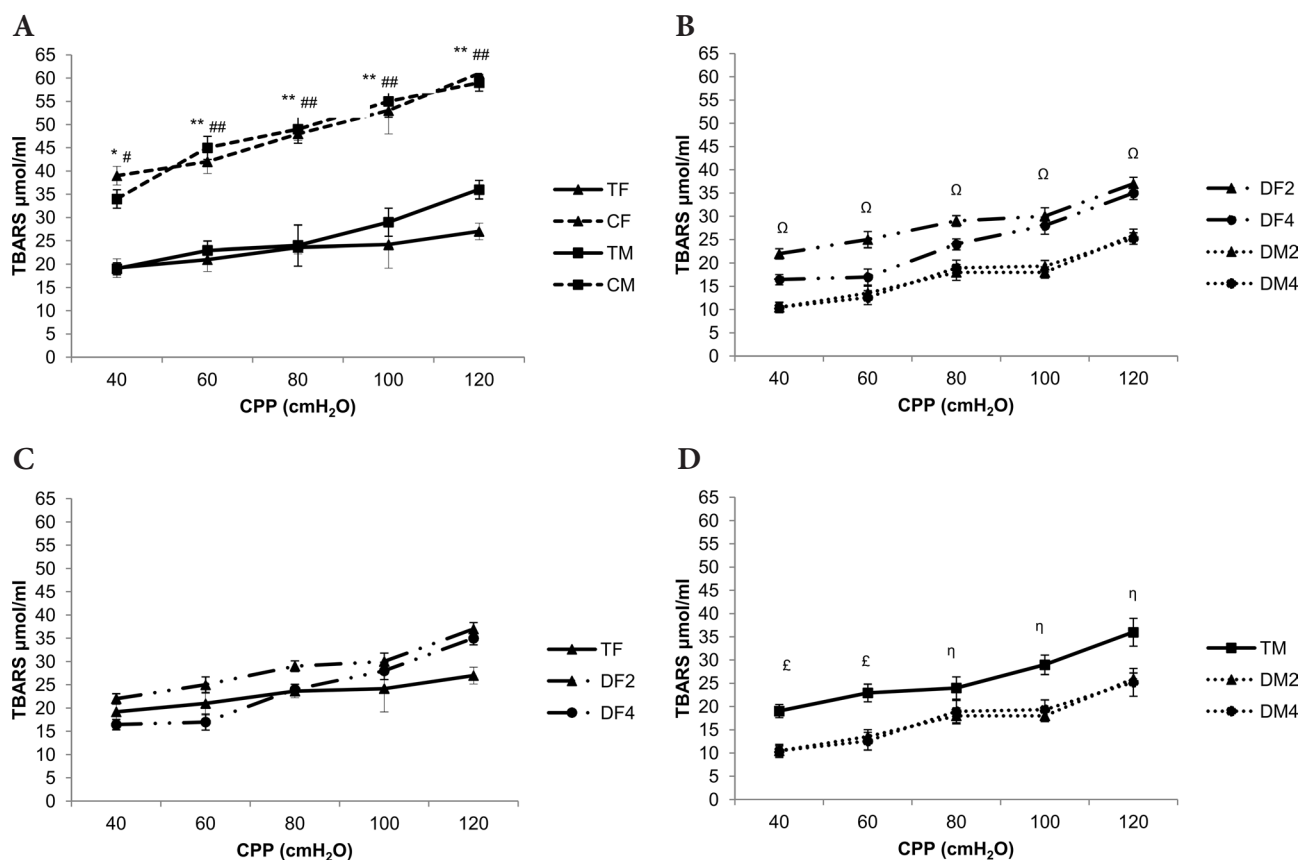 A
TBARS µmol/ml
65
60
55
50
45
40
35
30
25
20
15
10
5
0
* #
** ##
** ##
** ##
** ##
40 60 80 100 120
CPP (cmH₂O)
TF
CF
TM
CM
B
TBARS µmol/ml
65
60
55
50
45
40
35
30
25
20
15
10
5
0
Ω Ω Ω Ω Ω
40 60 80 100 120
CPP (cmH₂O)
DF2
DF4
DM2
DM4
C
TBARS µmol/ml
65
60
55
50
45
40
35
30
25
20
15
10
5
0
40 60 80 100 120
CPP (cmH₂O)
TF
DF2
DF4
D
TBARS µmol/ml
65
60
55
50
45
40
35
30
25
20
15
10
5
0
£ £ η η η
40 60 80 100 120
CPP (cmH₂O)
TM
DM2
DM4